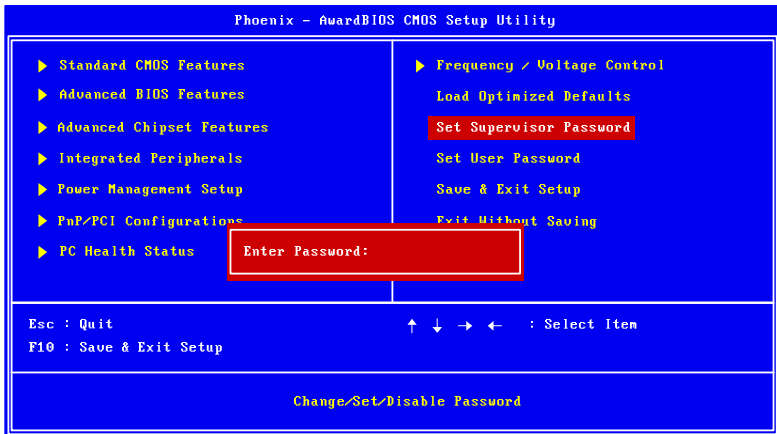 Phoenix - AwardBIOS CMOS Setup Utility
Standard CMOS Features
Advanced BIOS Features
Advanced Chipset Features
Integrated Peripherals
Power Management Setup
PnP/PCI Configurations
PC Health Status
Frequency / Voltage Control
Load Optimized Defaults
Set Supervisor Password
Set User Password
Save & Exit Setup
Exit Without Saving
Enter Password:
Esc : Quit
F10 : Save & Exit Setup
↑ ↓ → ← : Select Item
Change/Set/Disable Password